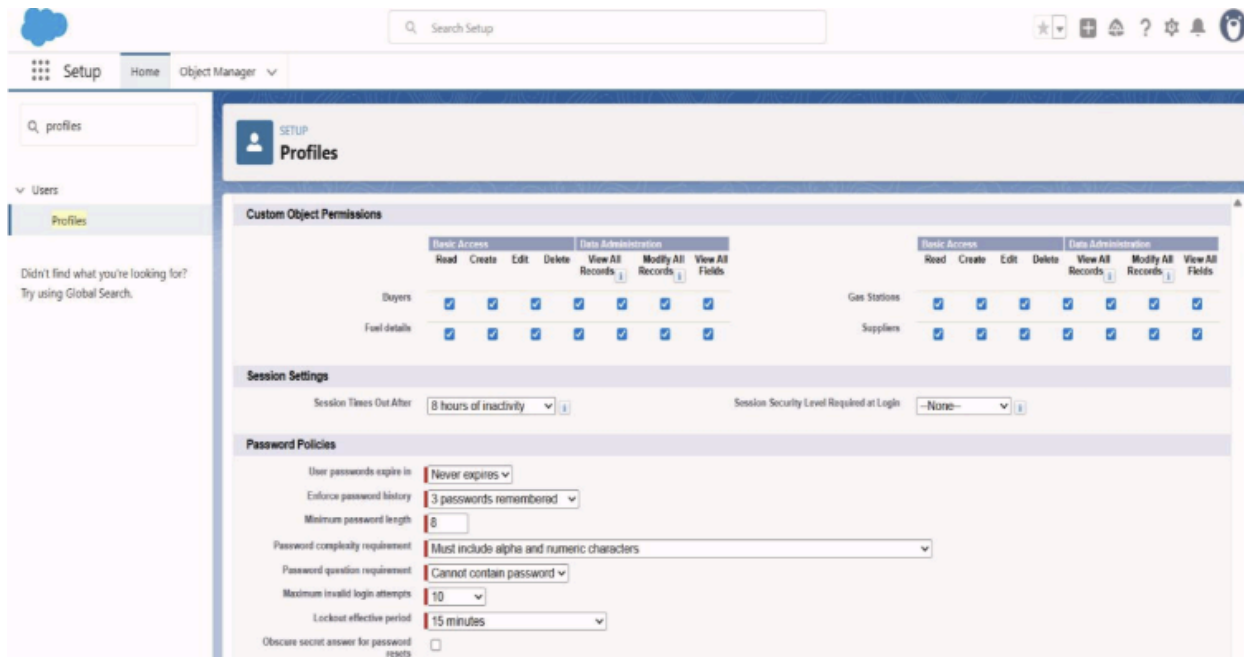 Search Setup
Setup Home Object Manager
profiles
SETUP
Profiles
Users
Profiles
Didn't find what you're looking for?
Try using Global Search.
Custom Object Permissions
Basic Access Data Administration Basic Access Data Administration
Read Create Edit Delete View All Records Modify All Records View All Fields Read Create Edit Delete View All Records Modify All Records View All Fields
Buyers Gas Stations
Fuel details Suppliers
Session Settings
Session Times Out After 8 hours of inactivity Session Security Level Required at Login --None--
Password Policies
User passwords expire in Never expires
Enforce password history 3 passwords remembered
Minimum password length 8
Password complexity requirement Must include alpha and numeric characters
Password question requirement Cannot contain password
Maximum invalid login attempts 10
Lockout effective period 15 minutes
Obscure secret answer for password
resets